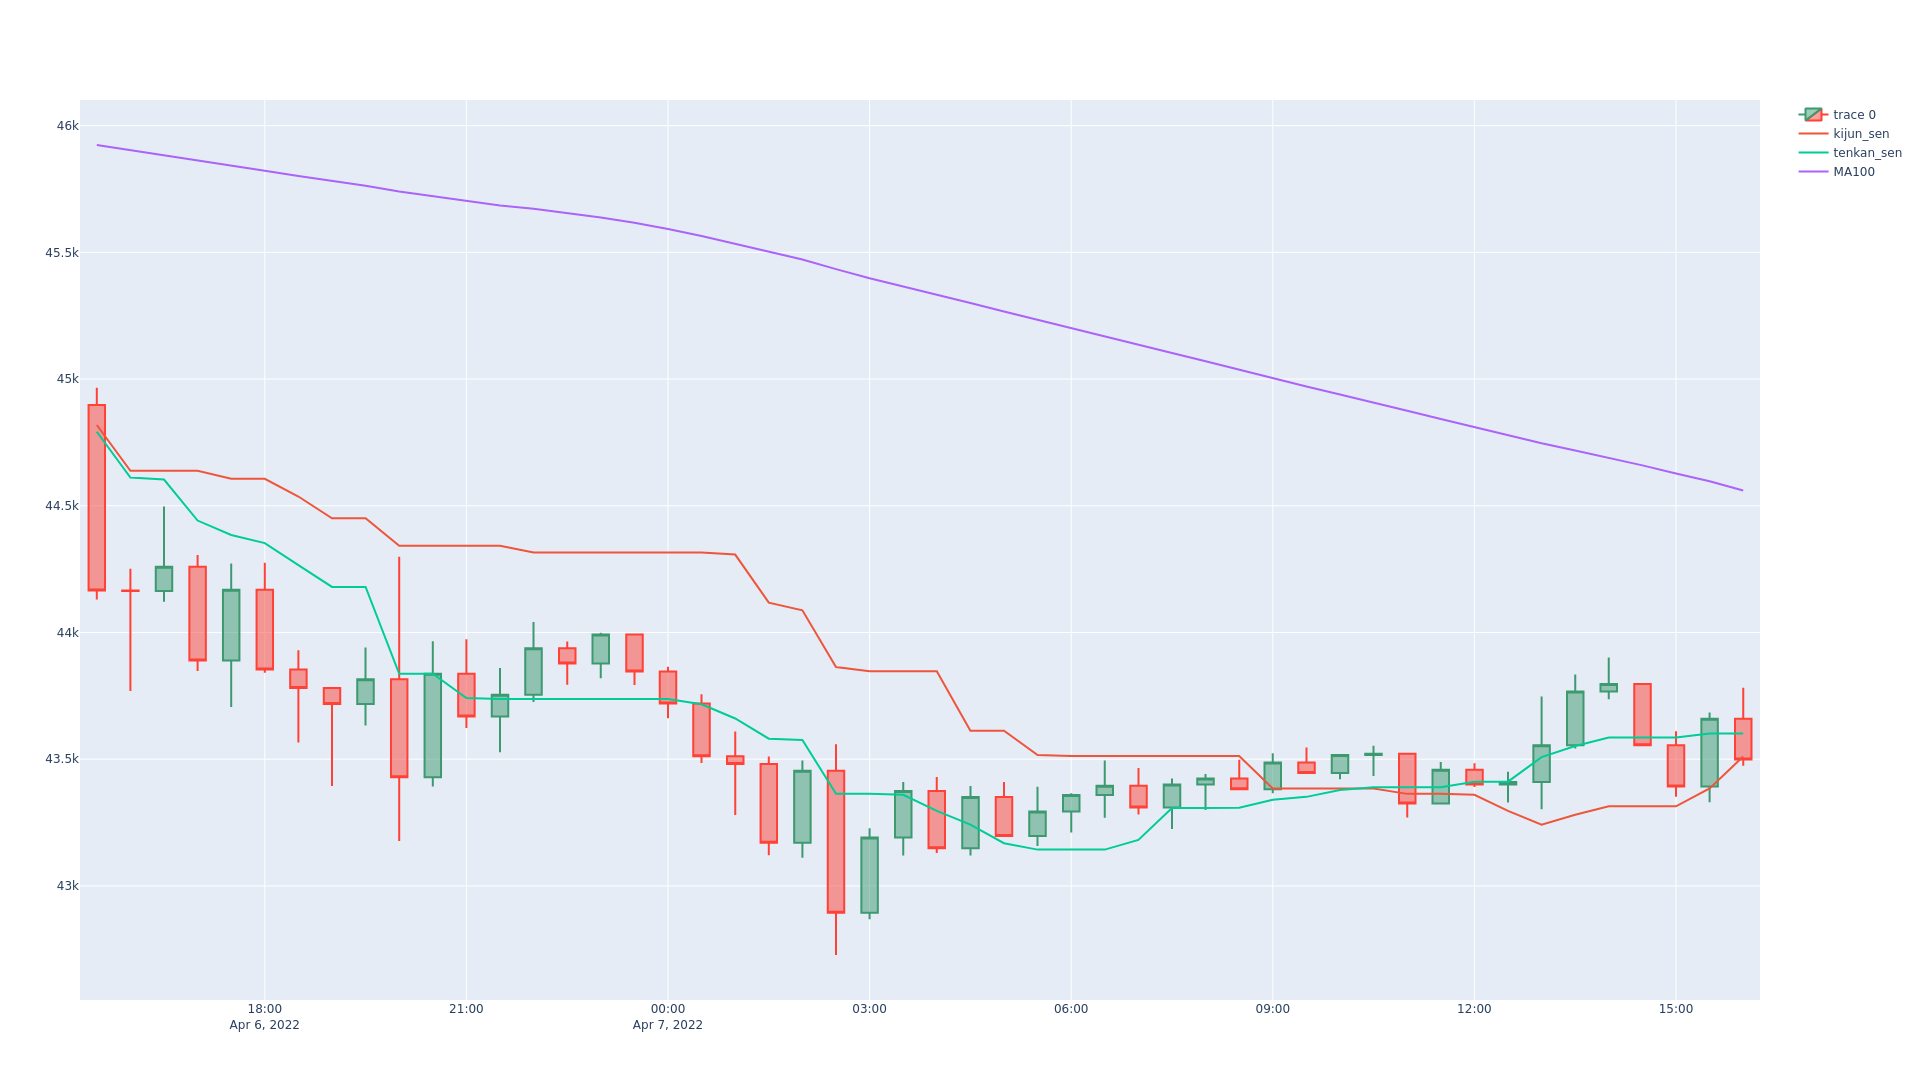 46k
45.5k
45k
44.5k
44k
43.5k
43k
18:00
Apr 6, 2022
21:00
00:00
Apr 7, 2022
03:00
06:00
09:00
12:00
15:00
trace 0
kijun_sen
tenkan_sen
MA100